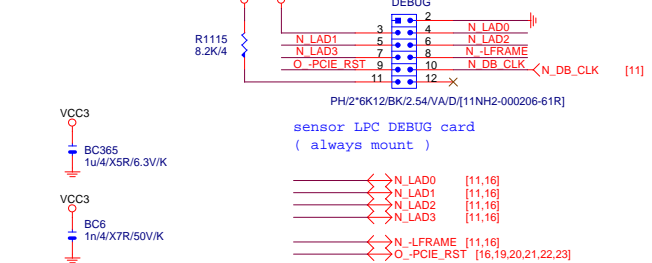 DEBUG
2
3 4 N_LAD0
R1115 N_LAD1 5 6 N_LAD2
8.2K/4 N_LAD3 7 8 N_-LFRAME
O_-PCIE_RST 9 10 N_DB_CLK N_DB_CLK [11]
11 12
PH/2*6K12/BK/2.54/VA/D/[11NH2-000206-61R]
VCC3
sensor LPC DEBUG card
( always mount )
BC365
1u/4/X5R/6.3V/K
N_LAD0 [11,16]
N_LAD1 [11,16]
VCC3
N_LAD2 [11,16]
N_LAD3 [11,16]
BC6
1n/4/X7R/50V/K
N_-LFRAME [11,16]
O_-PCIE_RST [16,19,20,21,22,23]